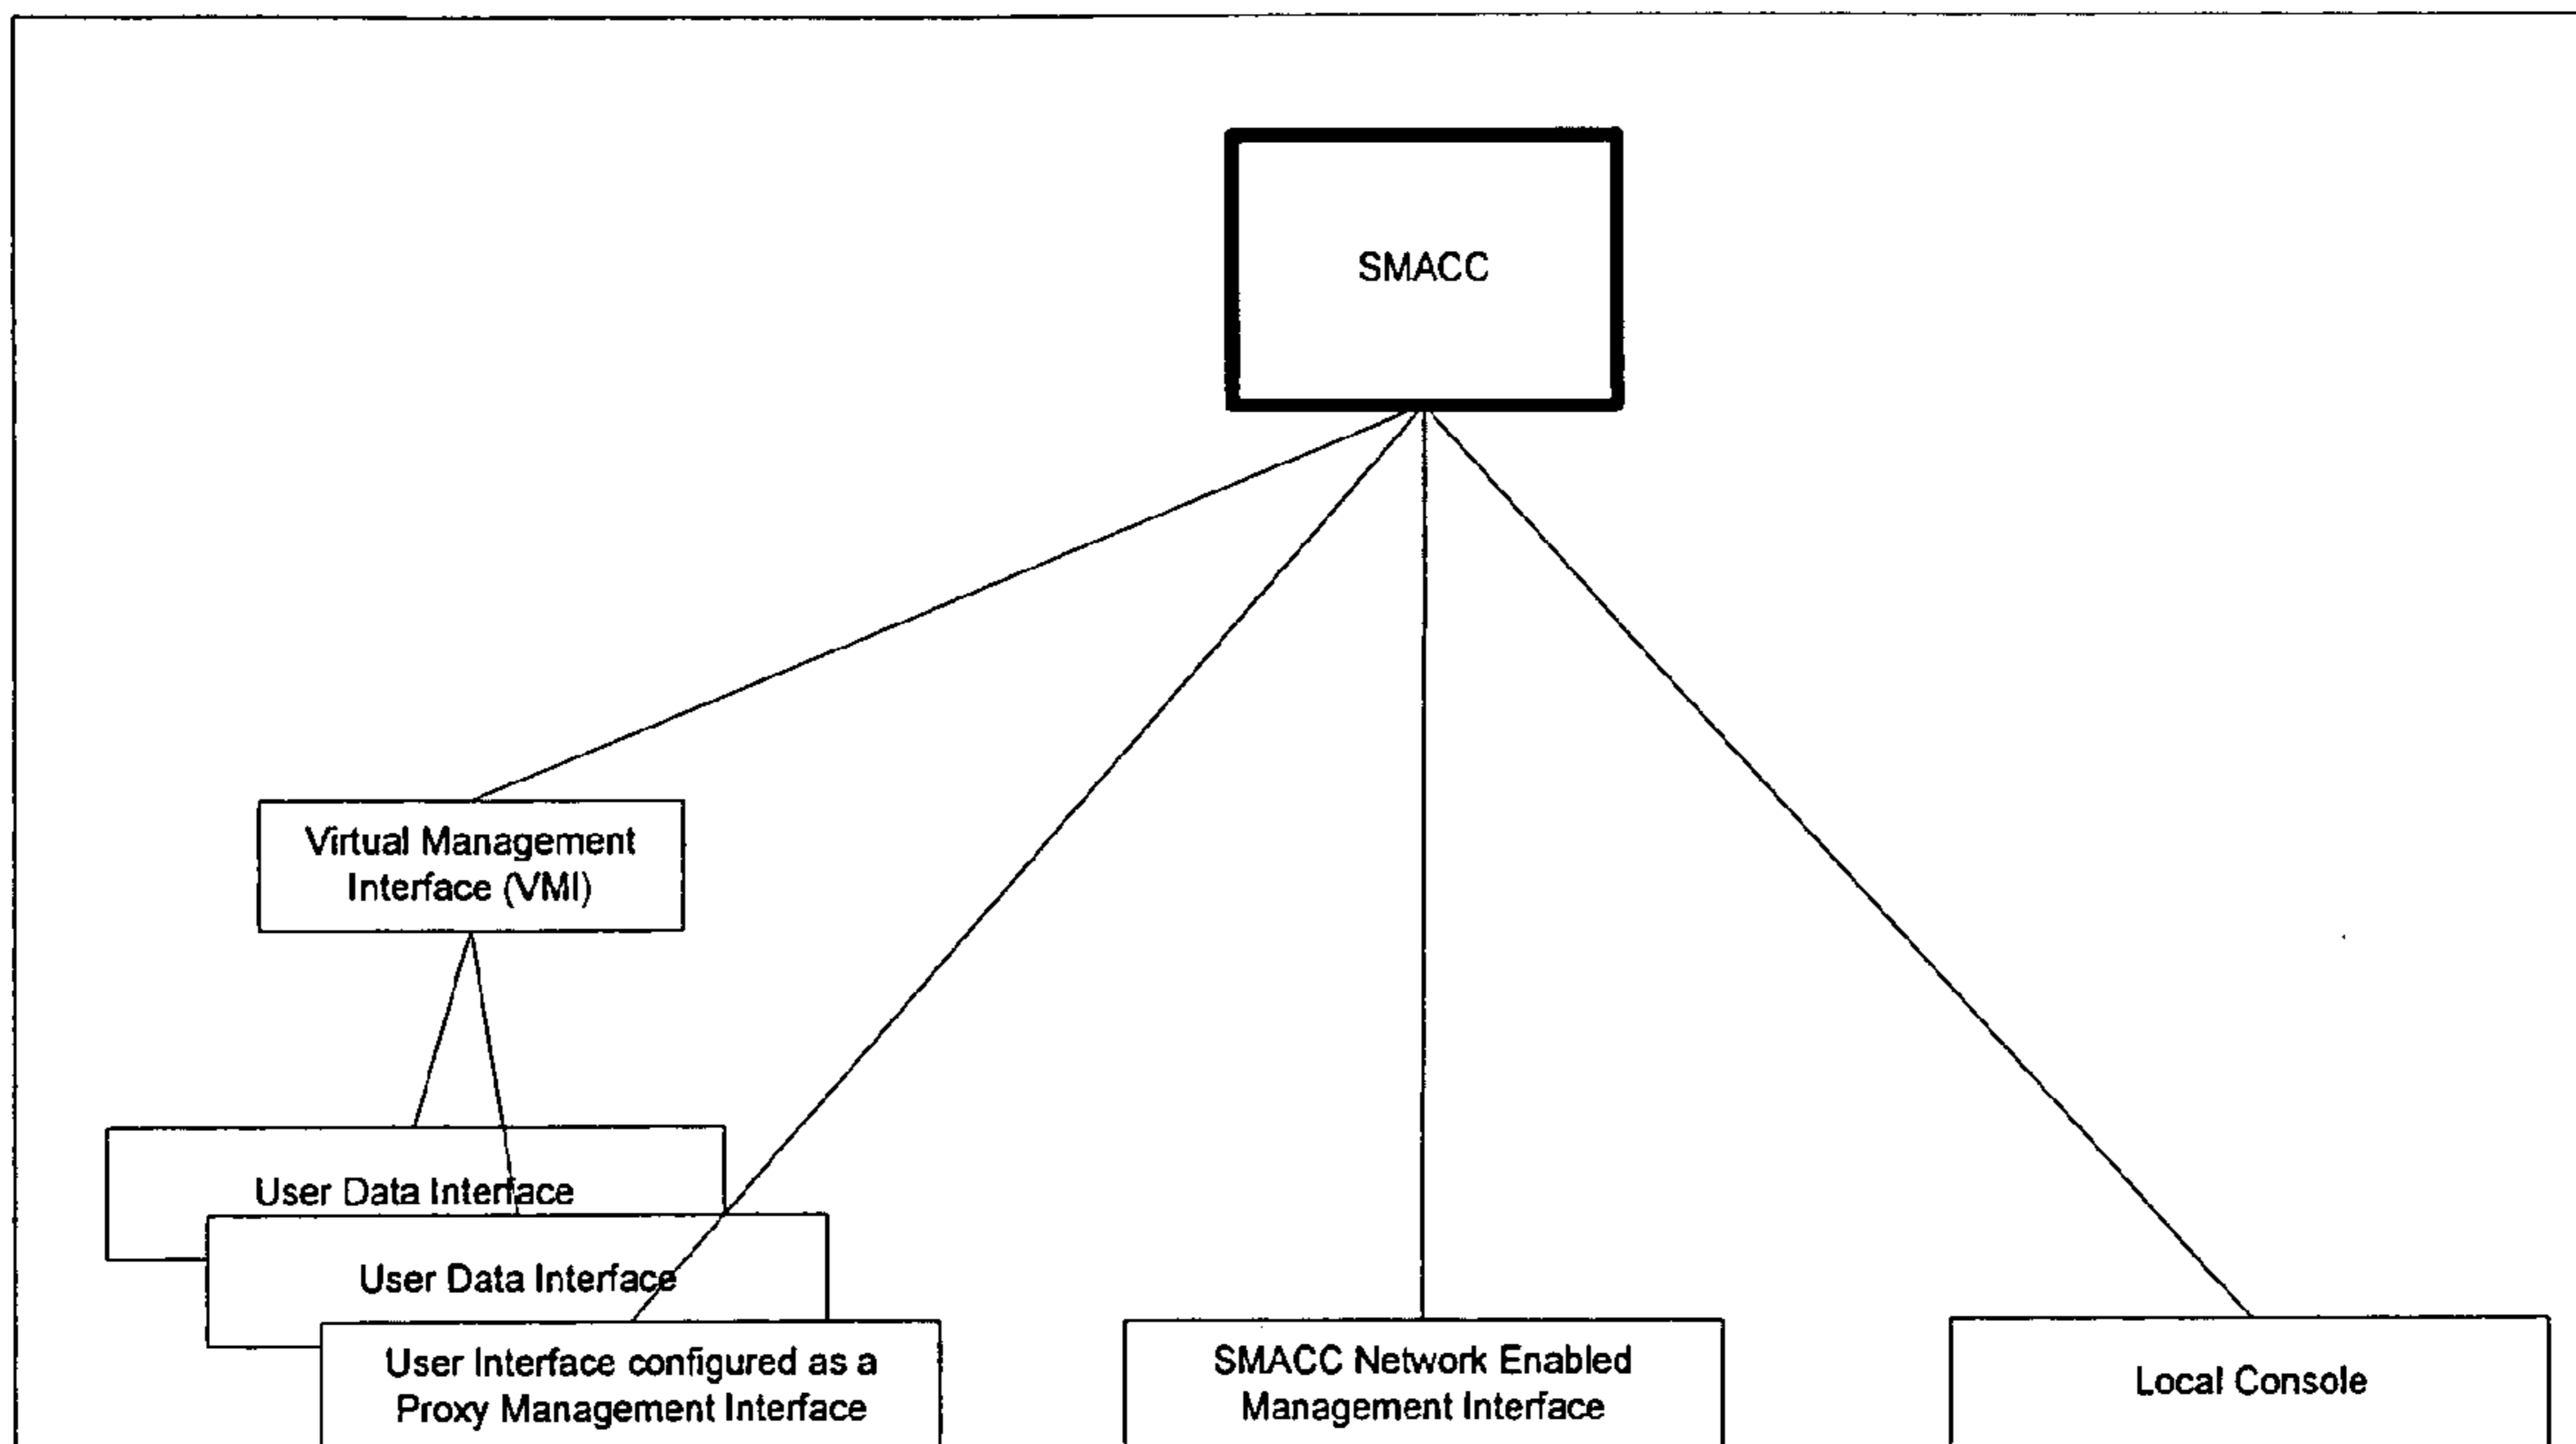 SMACC
Virtual Management
Interface (VMI)
User Data Interface
User Data Interface
User Interface configured as a
Proxy Management Interface
SMACC Network Enabled
Management Interface
Local Console